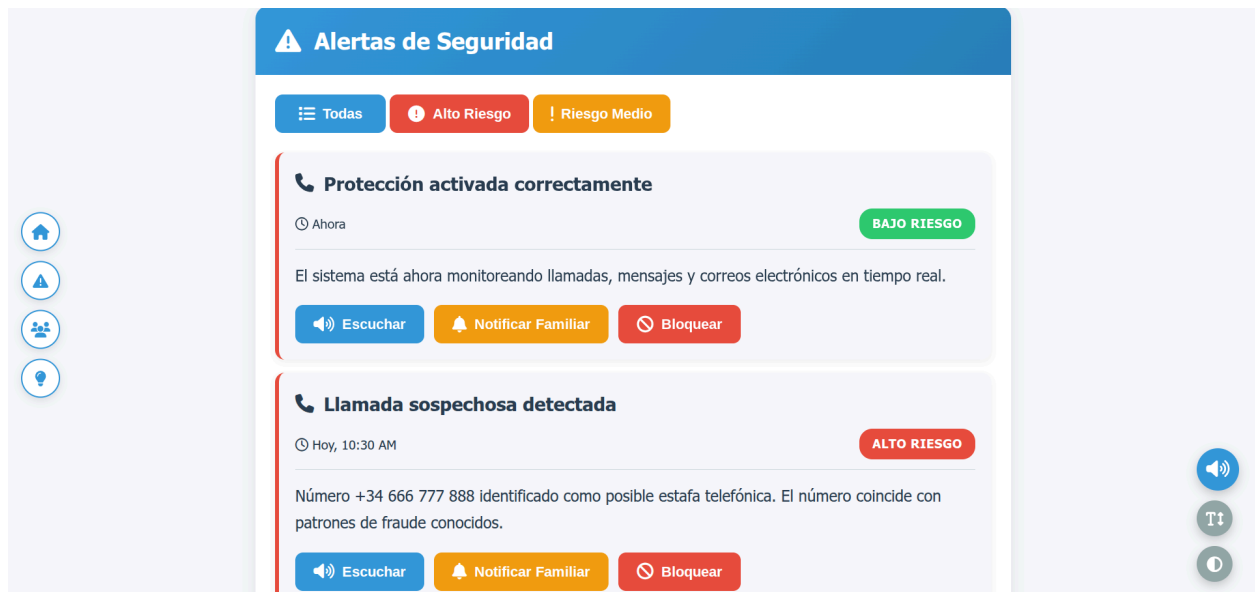 Alertas de Seguridad
Todas
Alto Riesgo
Riesgo Medio
Protección activada correctamente
Ahora
BAJO RIESGO
El sistema está ahora monitoreando llamadas, mensajes y correos electrónicos en tiempo real.
Escuchar
Notificar Familiar
Bloquear
Llamada sospechosa detectada
Hoy, 10:30 AM
ALTO RIESGO
Número +34 666 777 888 identificado como posible estafa telefónica. El número coincide con
patrones de fraude conocidos.
Escuchar
Notificar Familiar
Bloquear